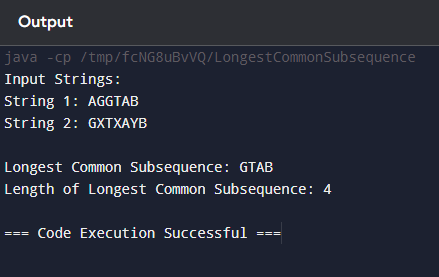 Output
java -cp /tmp/fcNG8uBvVQ/LongestCommonSubsequence
Input Strings:
String 1: AGGTAB
String 2: GXTXAYB
Longest Common Subsequence: GTAB
Length of Longest Common Subsequence: 4
=== Code Execution Successful ===